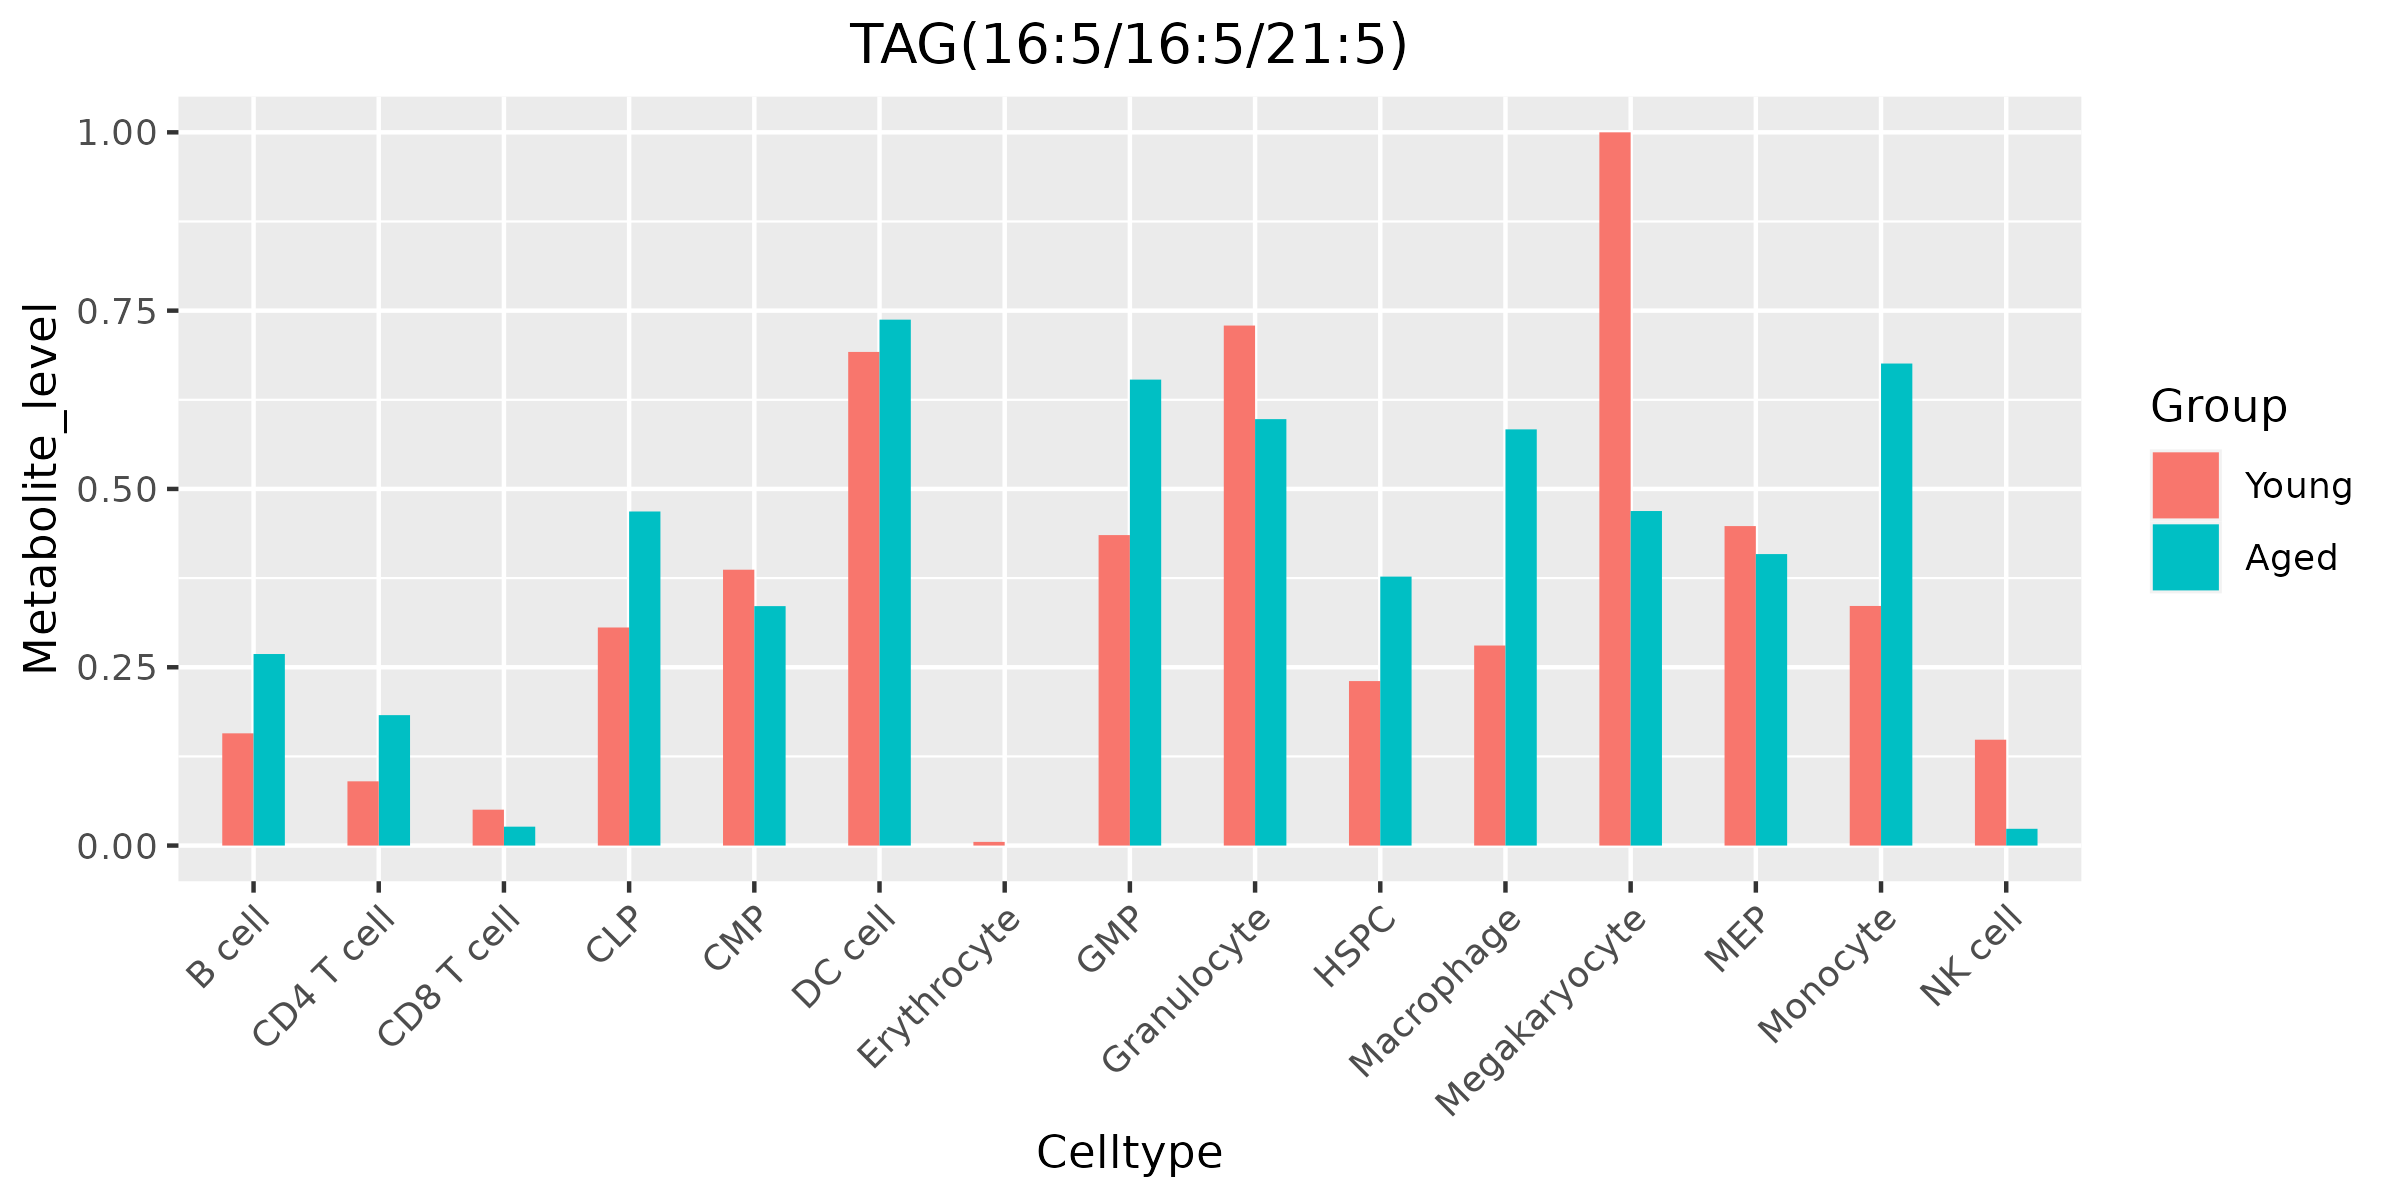 TAG(16:5/16:5/21:5)
Metabolite_level
1.00
0.75
0.50
0.25
0.00
B cell
CD4 T cell
CD8 T cell
CLP
CMP
DC cell
Erythrocyte
GMP
Granulocyte
HSPC
Macrophage
Megakaryocyte
MEP
Monocyte
NK cell
Celltype
Group
Young
Aged